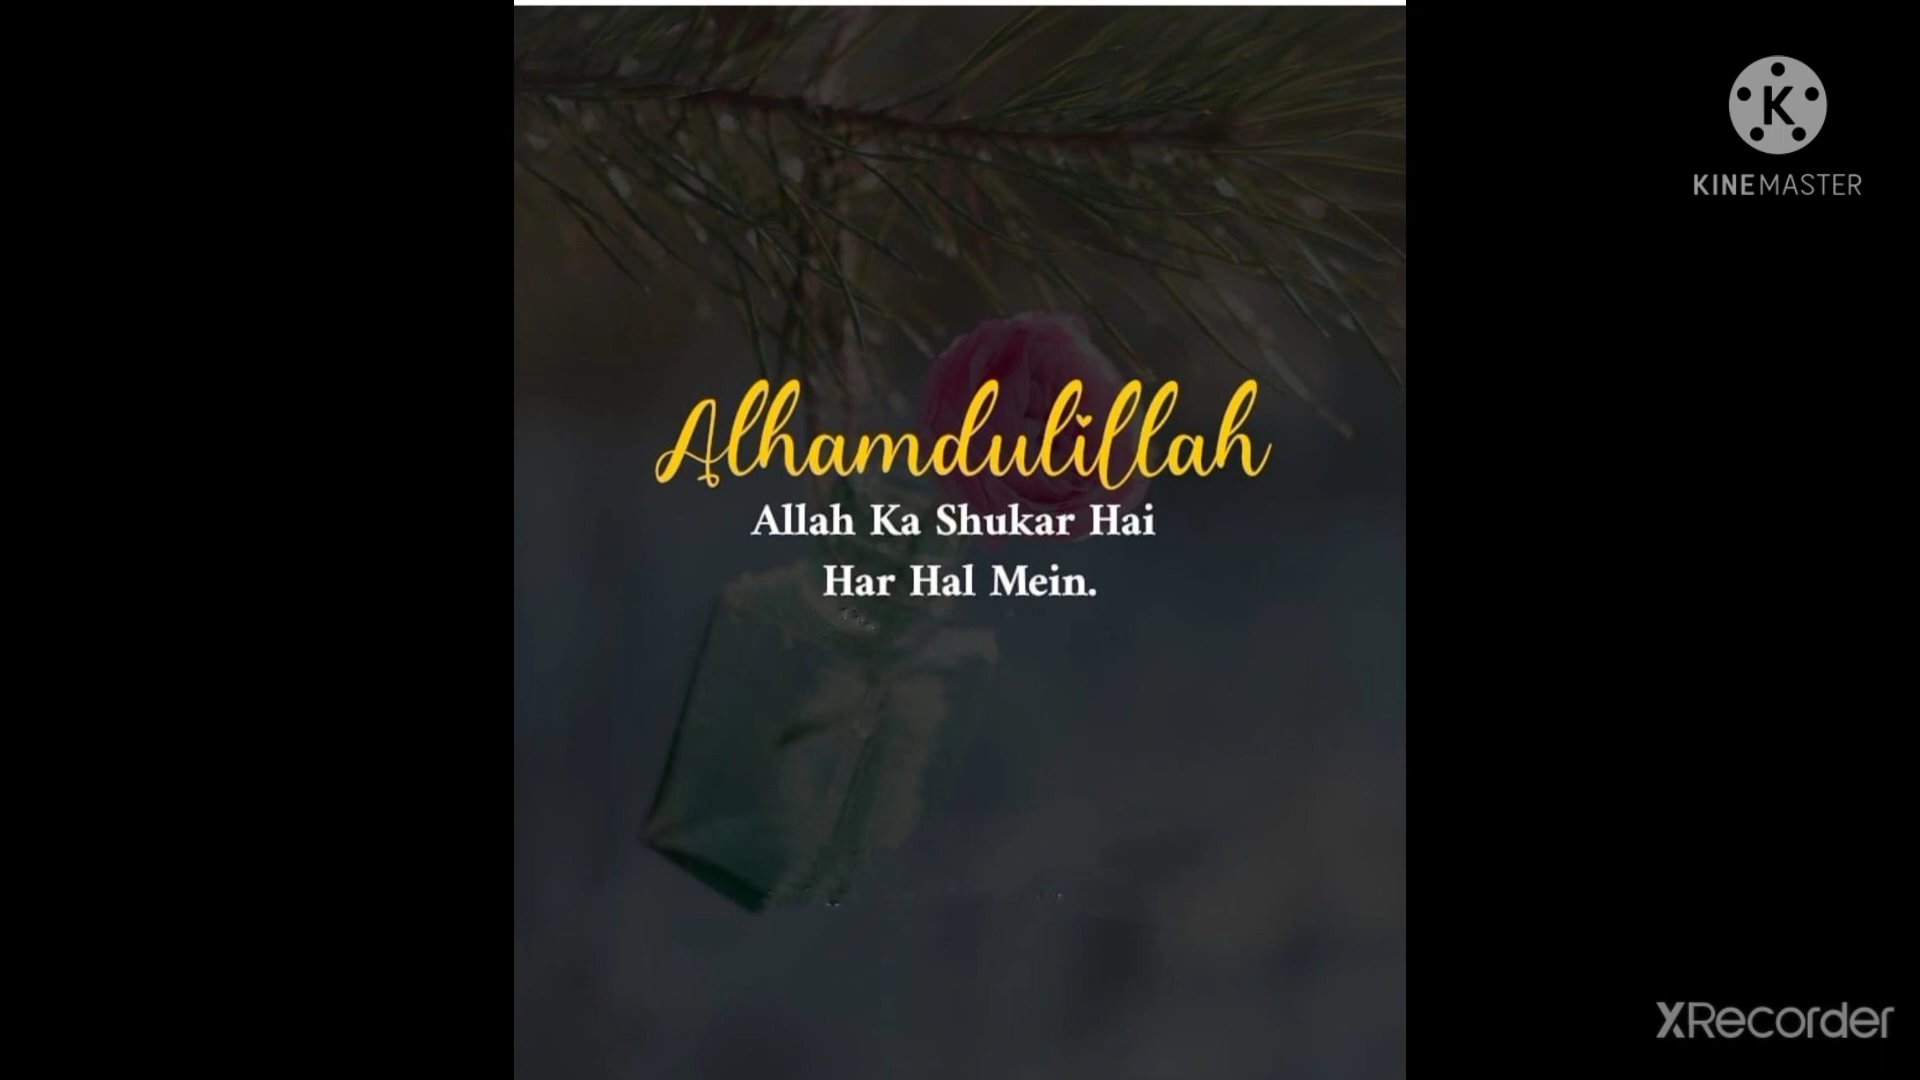 KINEMASTER
Alhamdulillah
Allah Ka Shukar Hai
Har Hal Mein.
XRecorder